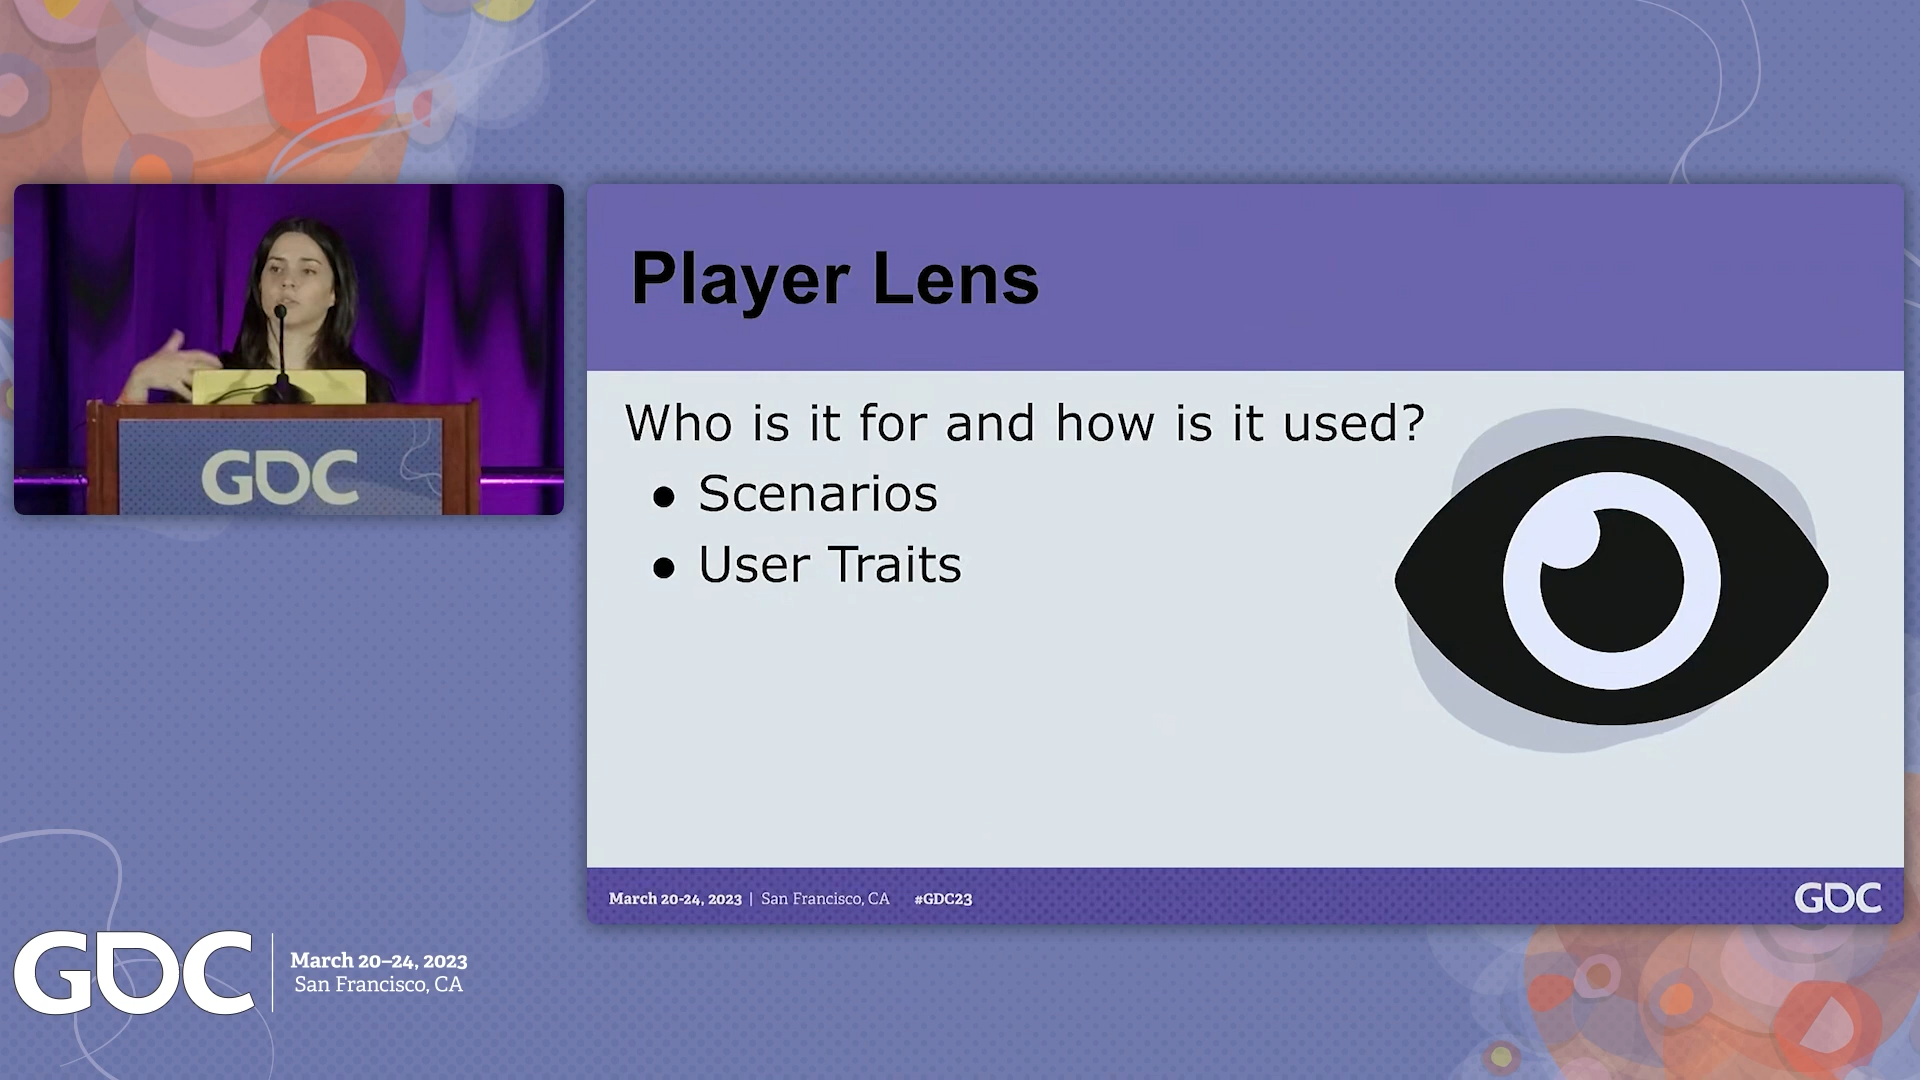 GDC
Player Lens
Who is it for and how is it used?
● Scenarios
● User Traits
March 20-24, 2023 | San Francisco, CA #GDC23
GDC
GDC
March 20–24, 2023
San Francisco, CA